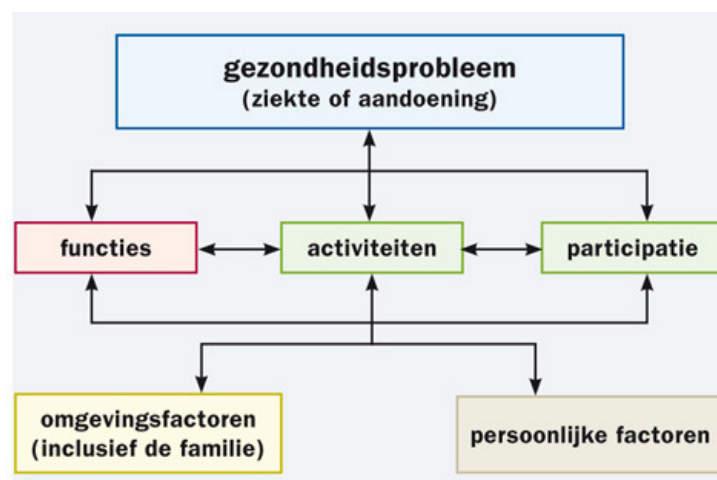 gezondheidsprobleem
(ziekte of aandoening)
functies
activiteiten
participatie
omgevingsfactoren
(inclusief de familie)
persoonlijke factoren